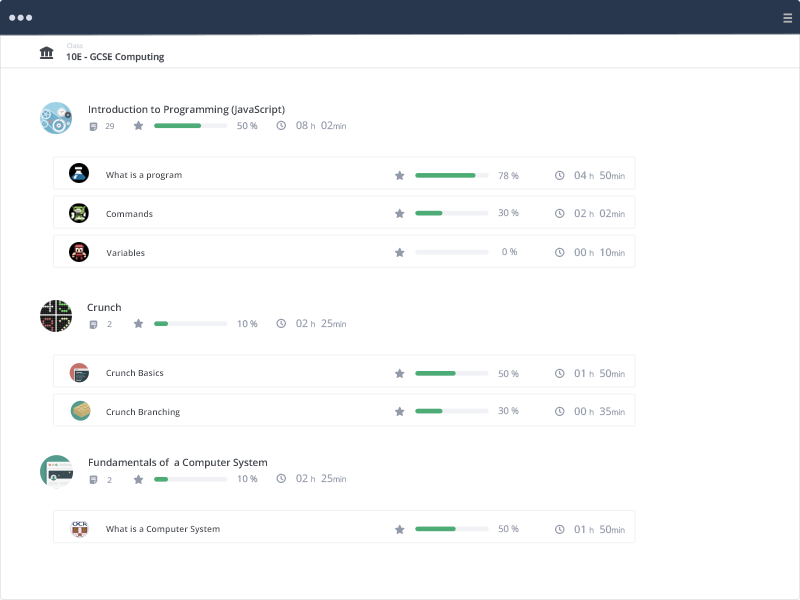 Class
10E - GCSE Computing
Introduction to Programming (JavaScript)
29 50 % 08 h 02min
What is a program 78 % 04 h 50min
Commands 30 % 02 h 02min
Variables 0 % 00 h 10min
Crunch
2 10 % 02 h 25min
Crunch Basics 50 % 01 h 50min
Crunch Branching 30 % 00 h 35min
Fundamentals of a Computer System
2 10 % 02 h 25min
OCR
What is a Computer System 50 % 01 h 50min